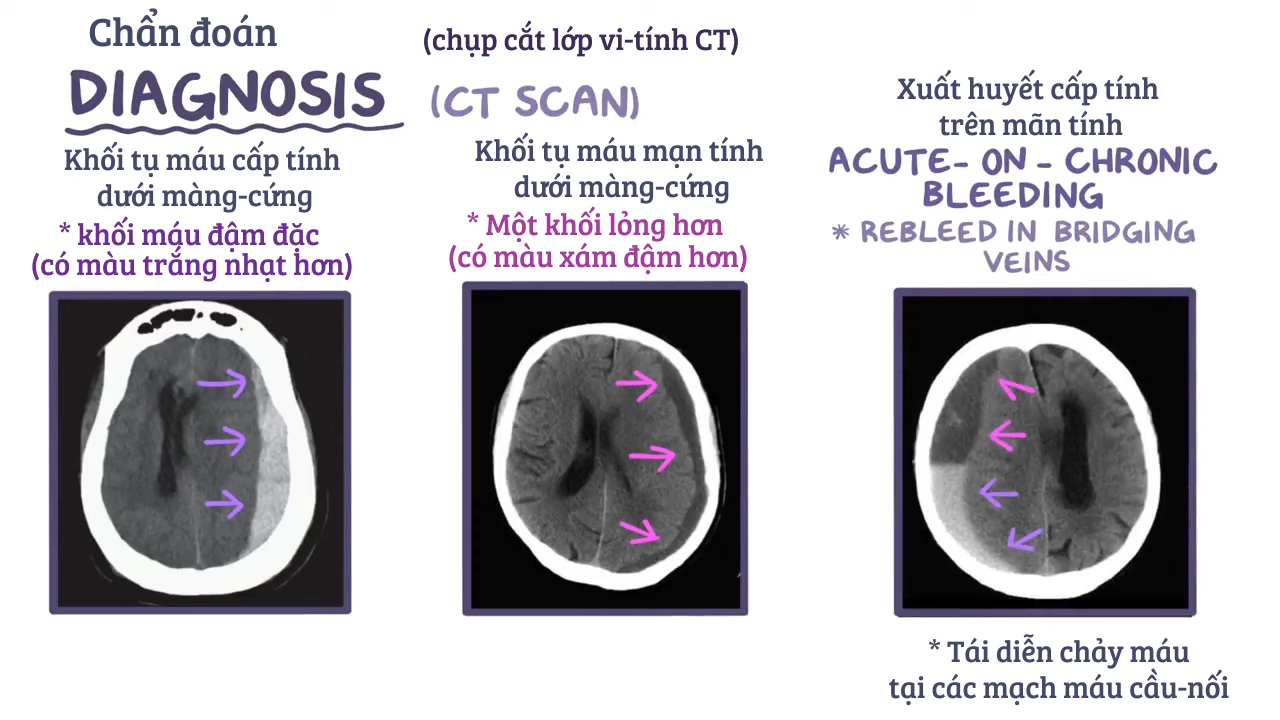 Chẩn đoán
(chụp cắt lớp vi-tính CT)
DIAGNOSIS (CT SCAN)
Khối tụ máu cấp tính
dưới màng-cứng
* khối máu đậm đặc
(có màu trắng nhạt hơn)
Khối tụ máu mạn tính
dưới màng-cứng
* Một khối lỏng hơn
(có màu xám đậm hơn)
Xuất huyết cấp tính
trên mãn tính
ACUTE-ON-CHRONIC
BLEEDING
* REBLEED IN BRIDGING
VEINS
* Tái diễn chảy máu
tại các mạch máu cầu-nối